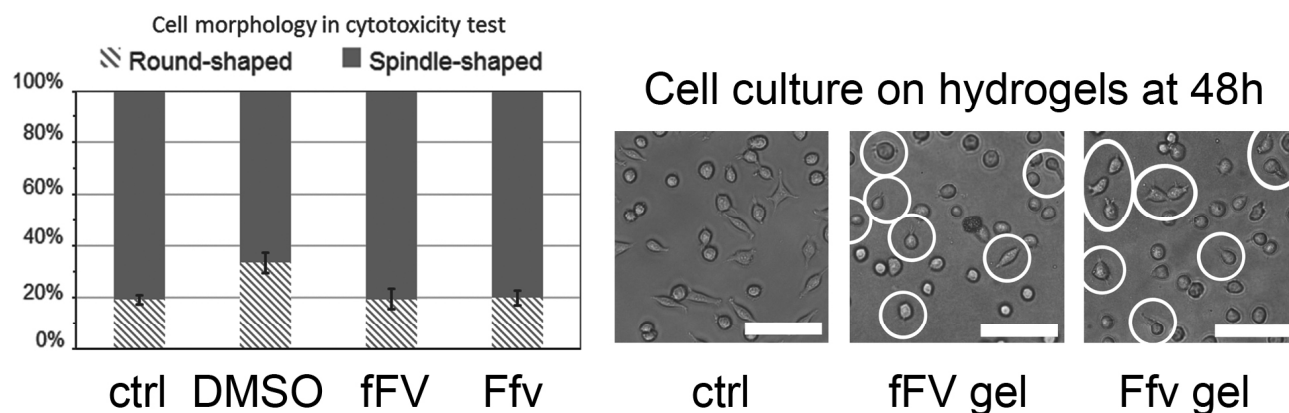 Cell morphology in cytotoxicity test
Round-shaped Spindle-shaped
100%
80%
60%
40%
20%
0%
ctrl DMSO fFV Ffv
Cell culture on hydrogels at 48h
ctrl fFV gel Ffv gel